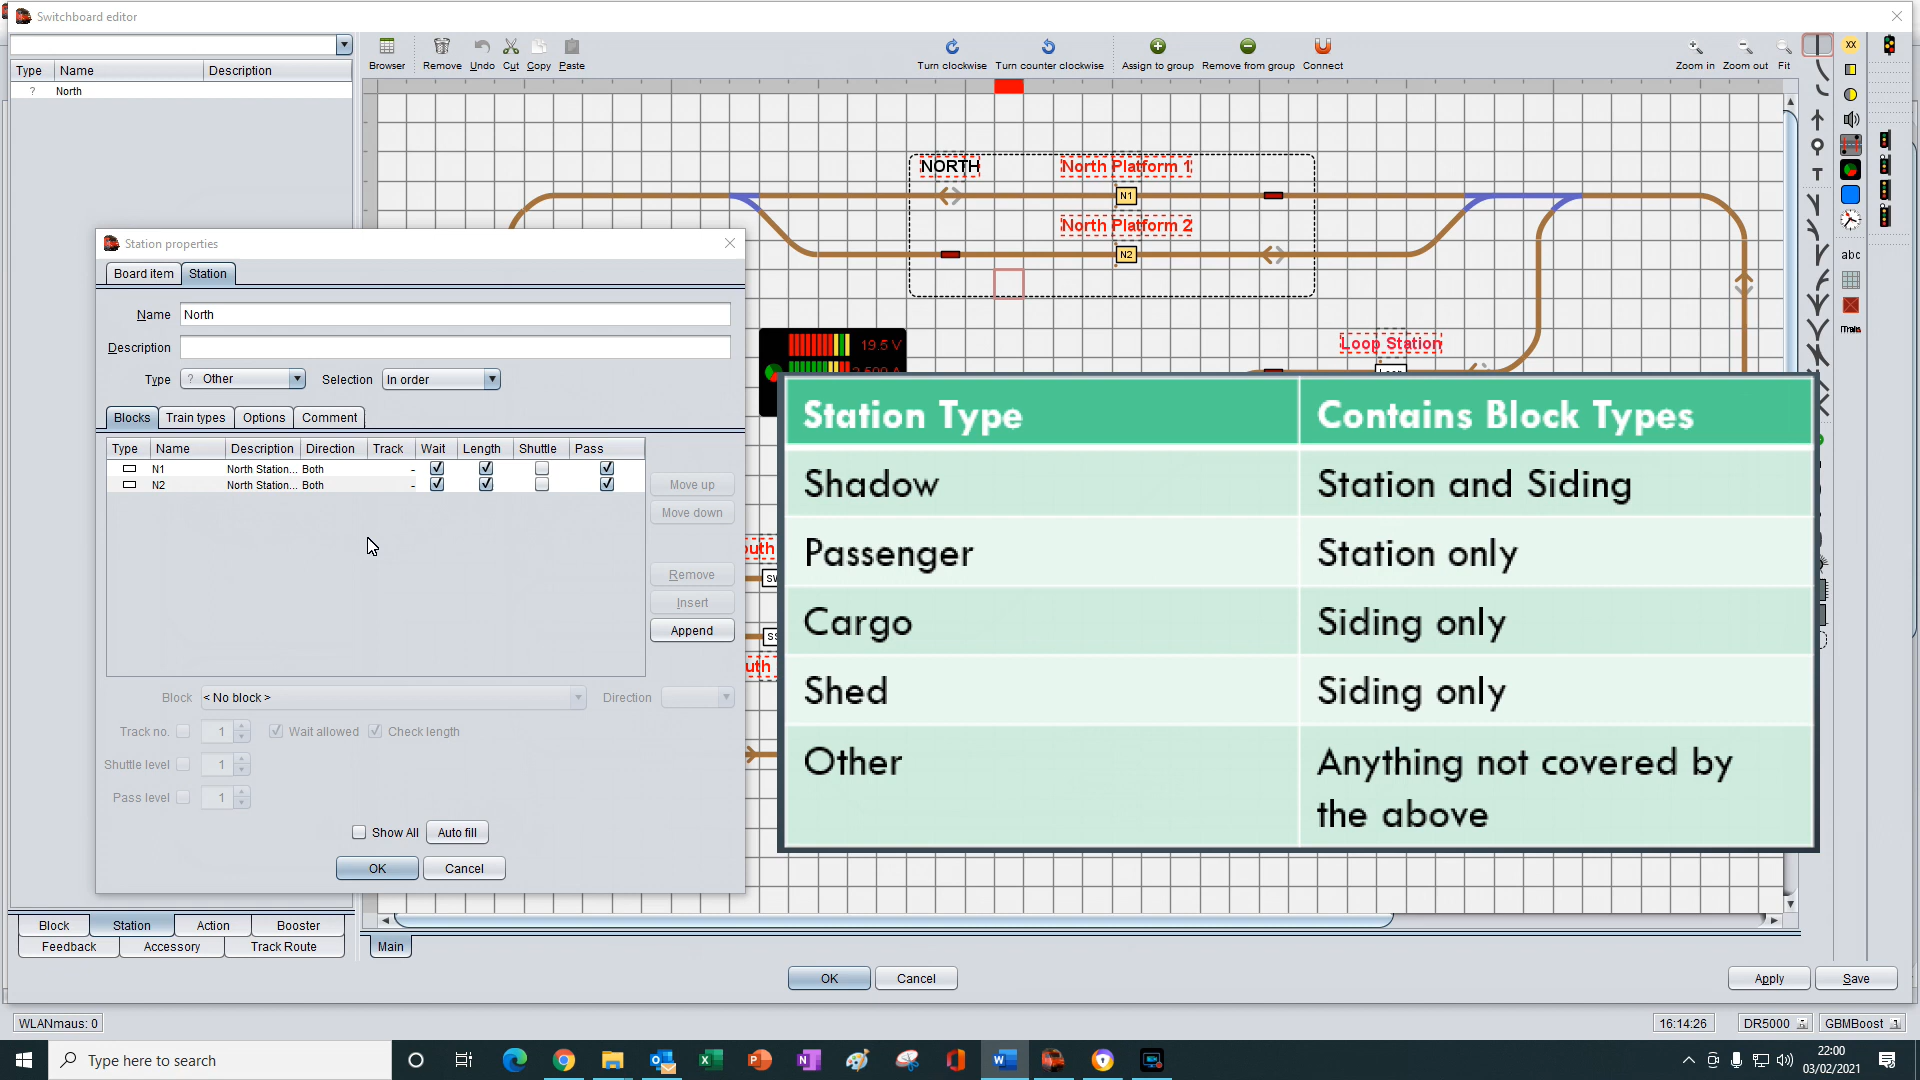 Switchboard editor
Type Name Description
? North
Browser Remove Undo Cut Copy Paste Turn clockwise Turn counter clockwise Assign to group Remove from group Connect Zoom in Zoom out Fit
XX
abc
Train
NORTH North Platform 1
N1
North Platform 2
N2
Loop Station
19.5 V
Station properties
Board item Station
Name North
Description
Type ? Other Selection In order
Blocks Train types Options Comment
Type Name Description Direction Track Wait Length Shuttle Pass
N1 North Station... Both -
N2 North Station... Both -
Move up
Move down
Remove
Insert
Append
Block < No block > Direction
Track no. 1 Wait allowed Check length
Shuttle level 1
Pass level 1
Show All Auto fill
OK Cancel
Station Type Contains Block Types
Shadow Station and Siding
Passenger Station only
Cargo Siding only
Shed Siding only
Other Anything not covered by
the above
Block Station Action Booster
Feedback Accessory Track Route
Main
OK Cancel Apply Save
WLANmaus: 0 16:14:26 DR5000 GBMBoost
Type here to search
22:00
03/02/2021